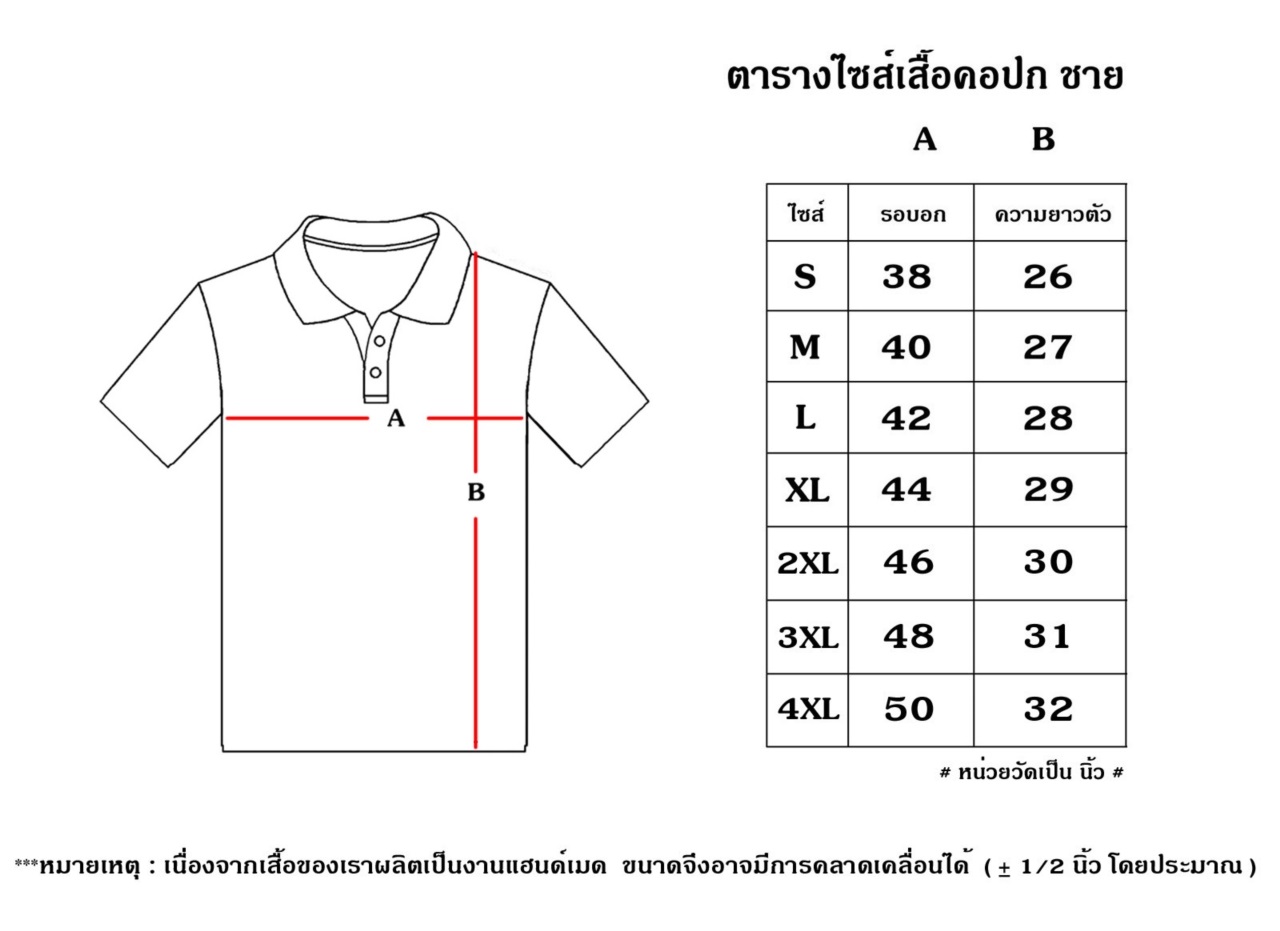 ตารางไซส์เสื้อคอปก ชาย
A B
ไซส์ รอบอก ความยาวตัว
S 38 26
M 40 27
L 42 28
XL 44 29
2XL 46 30
3XL 48 31
4XL 50 32
# หน่วยวัดเป็น นิ้ว #
A
B
***หมายเหตุ : เนื่องจากเสื้อของเราผลิตเป็นงานแฮนด์เมด ขนาดจึงอาจมีการคลาดเคลื่อนได้ ( ± 1/2 นิ้ว โดยประมาณ )